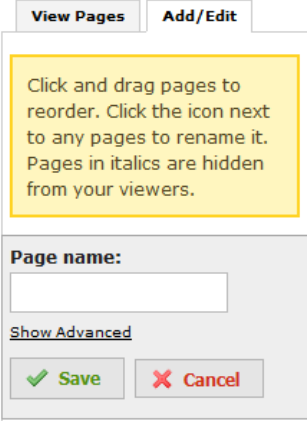 View Pages Add/Edit
Click and drag pages to
reorder. Click the icon next
to any pages to rename it.
Pages in italics are hidden
from your viewers.
Page name:
Show Advanced
Save Cancel